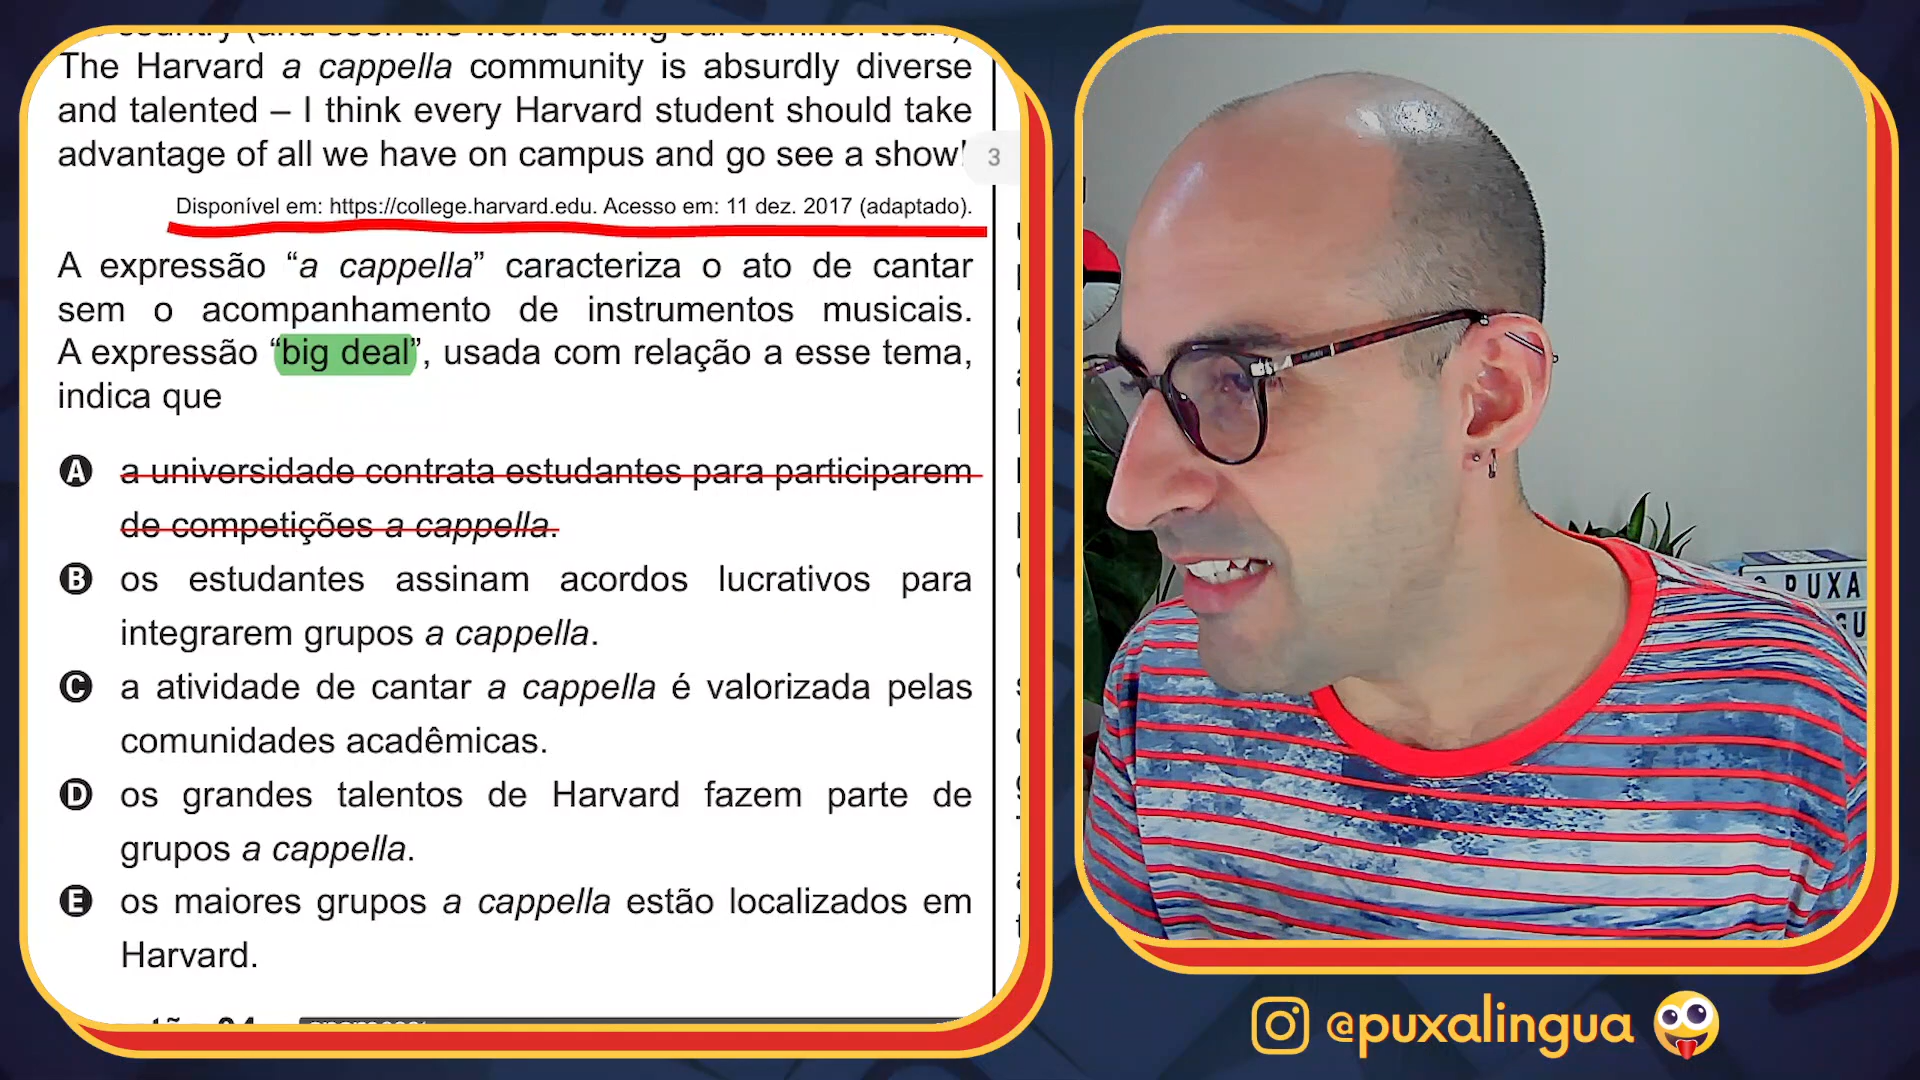 The Harvard a cappella community is absurdly diverse
and talented – I think every Harvard student should take
advantage of all we have on campus and go see a show!
3
Disponível em: https://college.harvard.edu. Acesso em: 11 dez. 2017 (adaptado).
A expressão “a cappella” caracteriza o ato de cantar
sem o acompanhamento de instrumentos musicais.
A expressão “big deal”, usada com relação a esse tema,
indica que
A a universidade contrata estudantes para participarem
de competições a cappella.
B os estudantes assinam acordos lucrativos para
integrarem grupos a cappella.
C a atividade de cantar a cappella é valorizada pelas
comunidades acadêmicas.
D os grandes talentos de Harvard fazem parte de
grupos a cappella.
E os maiores grupos a cappella estão localizados em
Harvard.
PUXA
@puxalingua